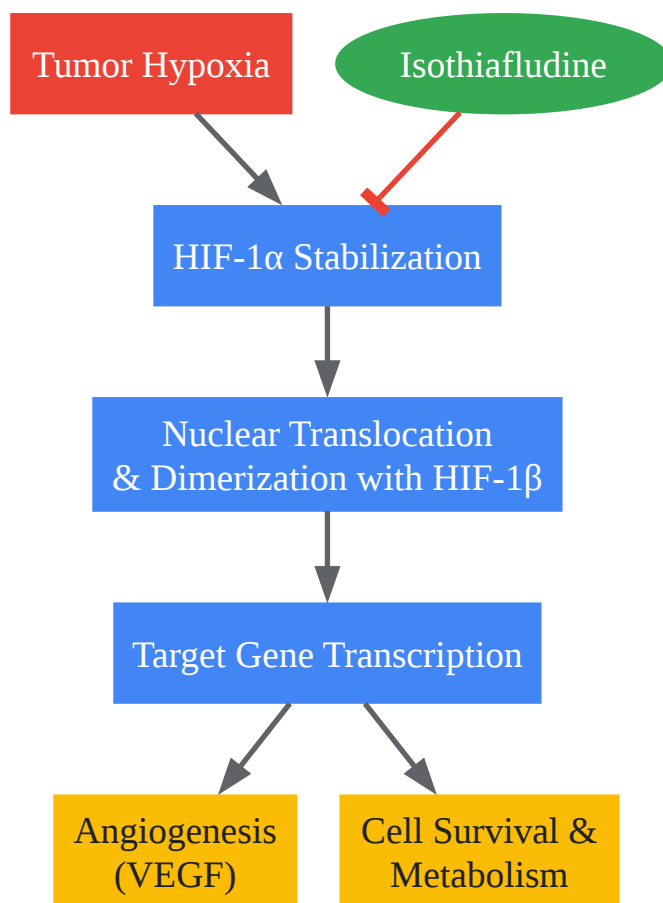 Tumor Hypoxia
Isothiafludine
HIF-1α Stabilization
Nuclear Translocation
& Dimerization with HIF-1β
Target Gene Transcription
Angiogenesis
(VEGF)
Cell Survival &
Metabolism